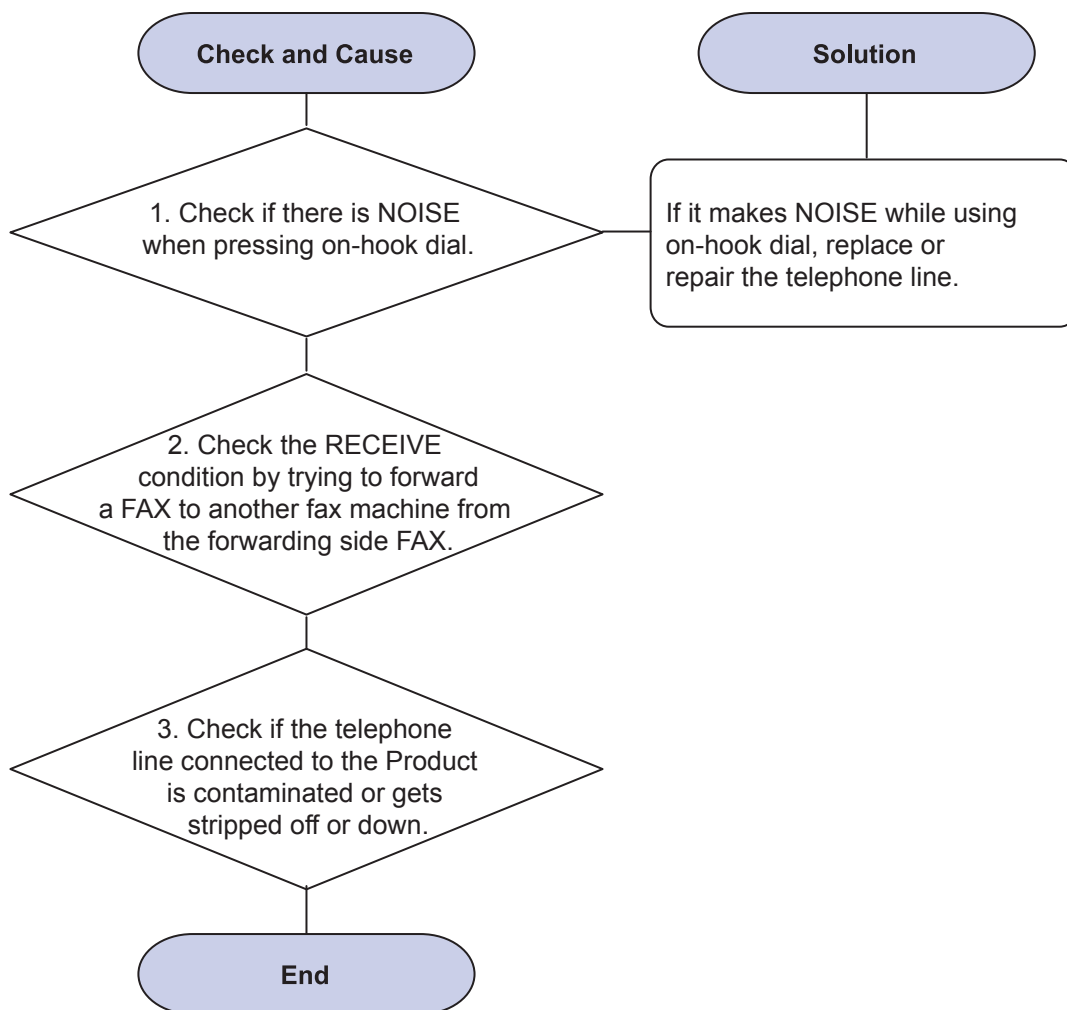 Check and Cause
Solution
1. Check if there is NOISE
when pressing on-hook dial.
If it makes NOISE while using
on-hook dial, replace or
repair the telephone line.
2. Check the RECEIVE
condition by trying to forward
a FAX to another fax machine from
the forwarding side FAX.
3. Check if the telephone
line connected to the Product
is contaminated or gets
stripped off or down.
End